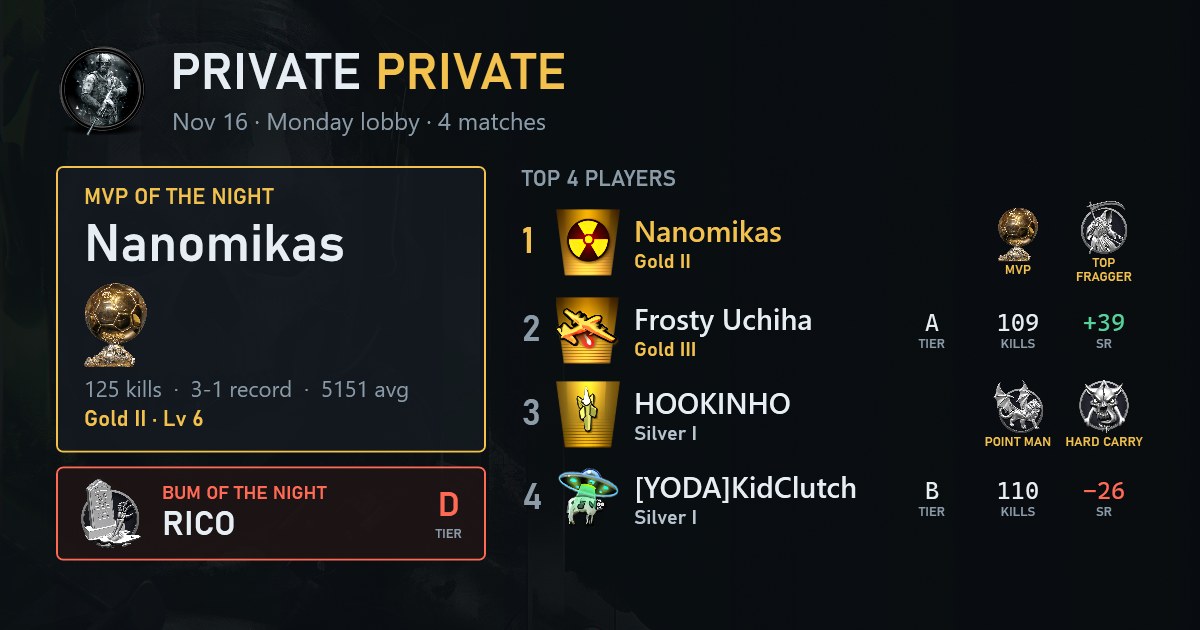 PRIVATE PRIVATE
Nov 16 · Monday lobby · 4 matches
MVP OF THE NIGHT
Nanomikas
125 kills · 3-1 record · 5151 avg
Gold II · Lv 6
BUM OF THE NIGHT
RICO
D
TIER
TOP 4 PLAYERS
1
Nanomikas
Gold II
MVP
TOP
FRAGGER
2
Frosty Uchiha
Gold III
A
TIER
109
KILLS
+39
SR
3
HOOKINHO
Silver I
POINT MAN
HARD CARRY
4
[YODA]KidClutch
Silver I
B
TIER
110
KILLS
−26
SR